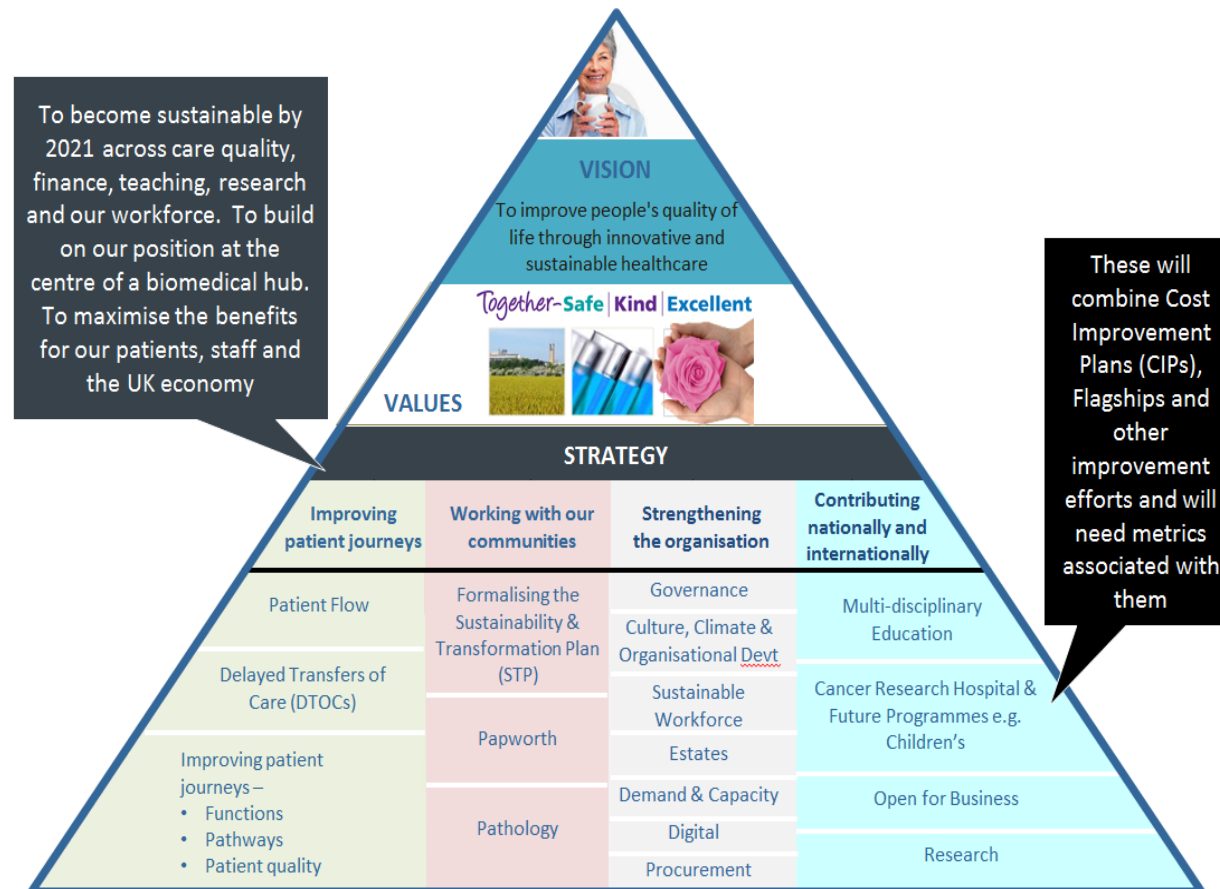 To become sustainable by
2021 across care quality,
finance, teaching, research
and our workforce. To build
on our position at the
centre of a biomedical hub.
To maximise the benefits
for our patients, staff and
the UK economy
VISION
To improve people's quality of
life through innovative and
sustainable healthcare
Together-Safe|Kind|Excellent
VALUES
These will
combine Cost
Improvement
Plans (CIPs),
Flagships and
other
improvement
efforts and will
need metrics
associated with
them
STRATEGY
Improving
patient journeys
Patient Flow
Delayed Transfers of
Care (DTOCs)
Improving patient
journeys –
• Functions
• Pathways
• Patient quality
Working with our
communities
Formalising the
Sustainability &
Transformation Plan
(STP)
Papworth
Pathology
Strengthening
the organisation
Governance
Culture, Climate &
Organisational Devt
Sustainable
Workforce
Estates
Demand & Capacity
Digital
Procurement
Contributing
nationally and
internationally
Multi-disciplinary
Education
Cancer Research Hospital &
Future Programmes e.g.
Children's
Open for Business
Research